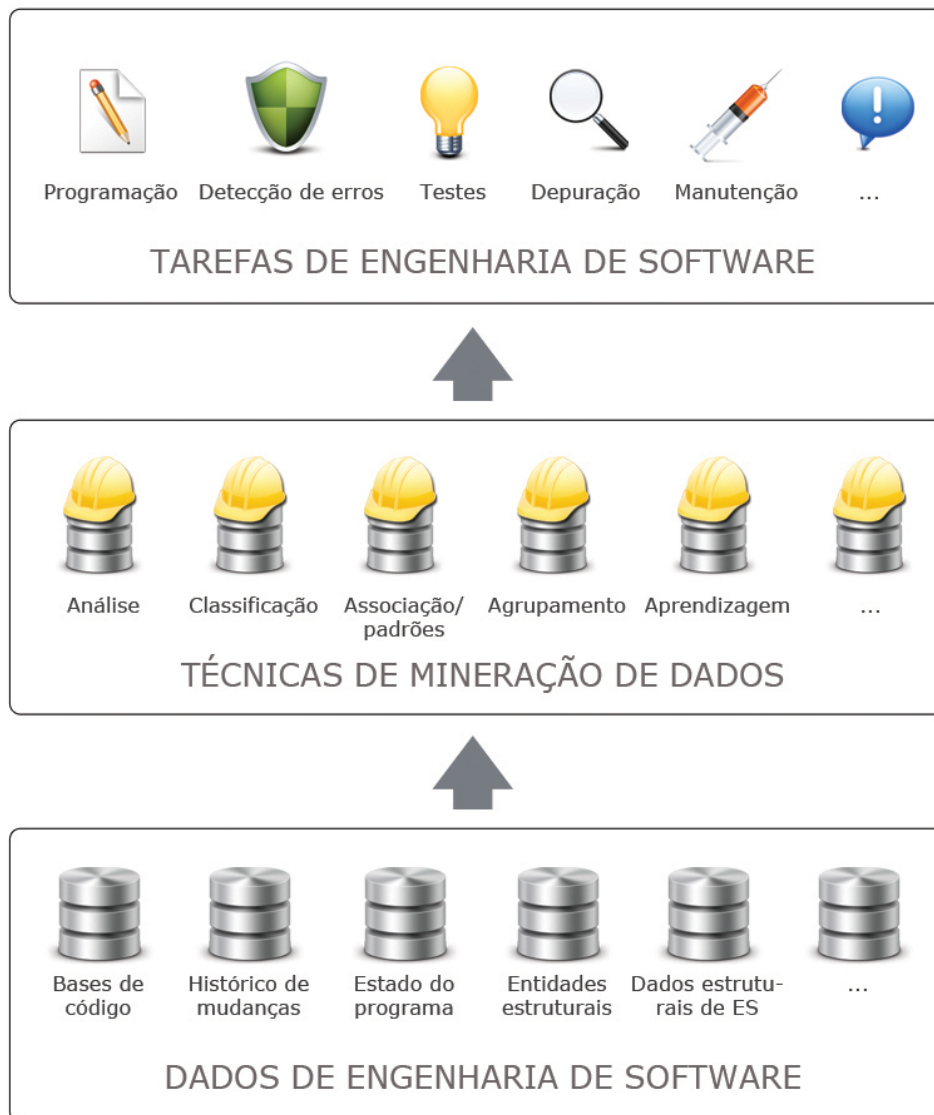 Programação Detecção de erros Testes Depuração Manutenção ...
TAREFAS DE ENGENHARIA DE SOFTWARE
Análise Classificação Associação/ Agrupamento Aprendizagem ...
padrões
TÉCNICAS DE MINERAÇÃO DE DADOS
Bases de Histórico de Estado do Entidades Dados estrutu- ...
código mudanças programa estruturais rais de ES
DADOS DE ENGENHARIA DE SOFTWARE